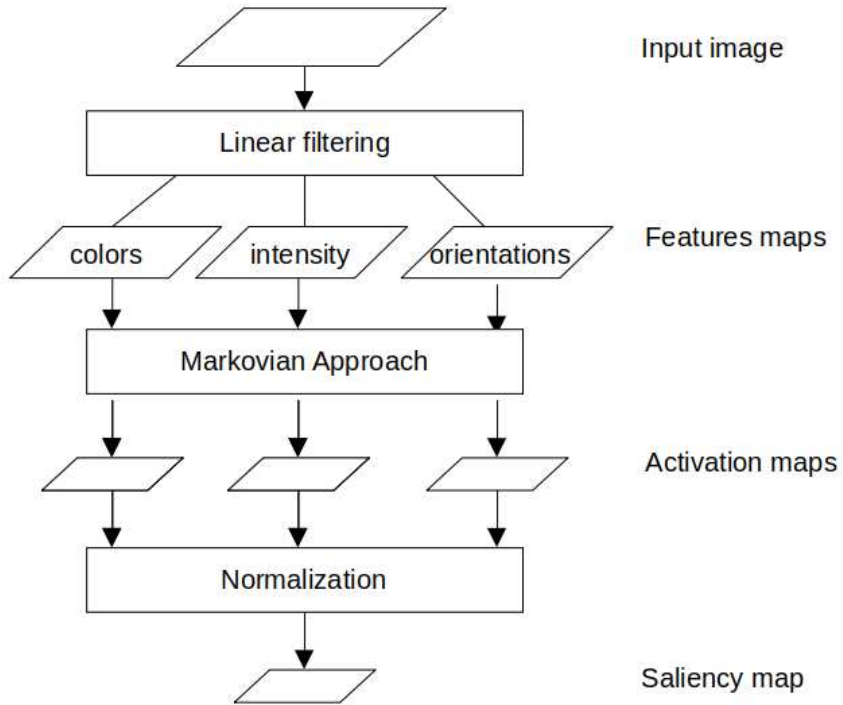 Input image
Linear filtering
Features maps
colors
intensity
orientations
Markovian Approach
Activation maps
Normalization
Saliency map